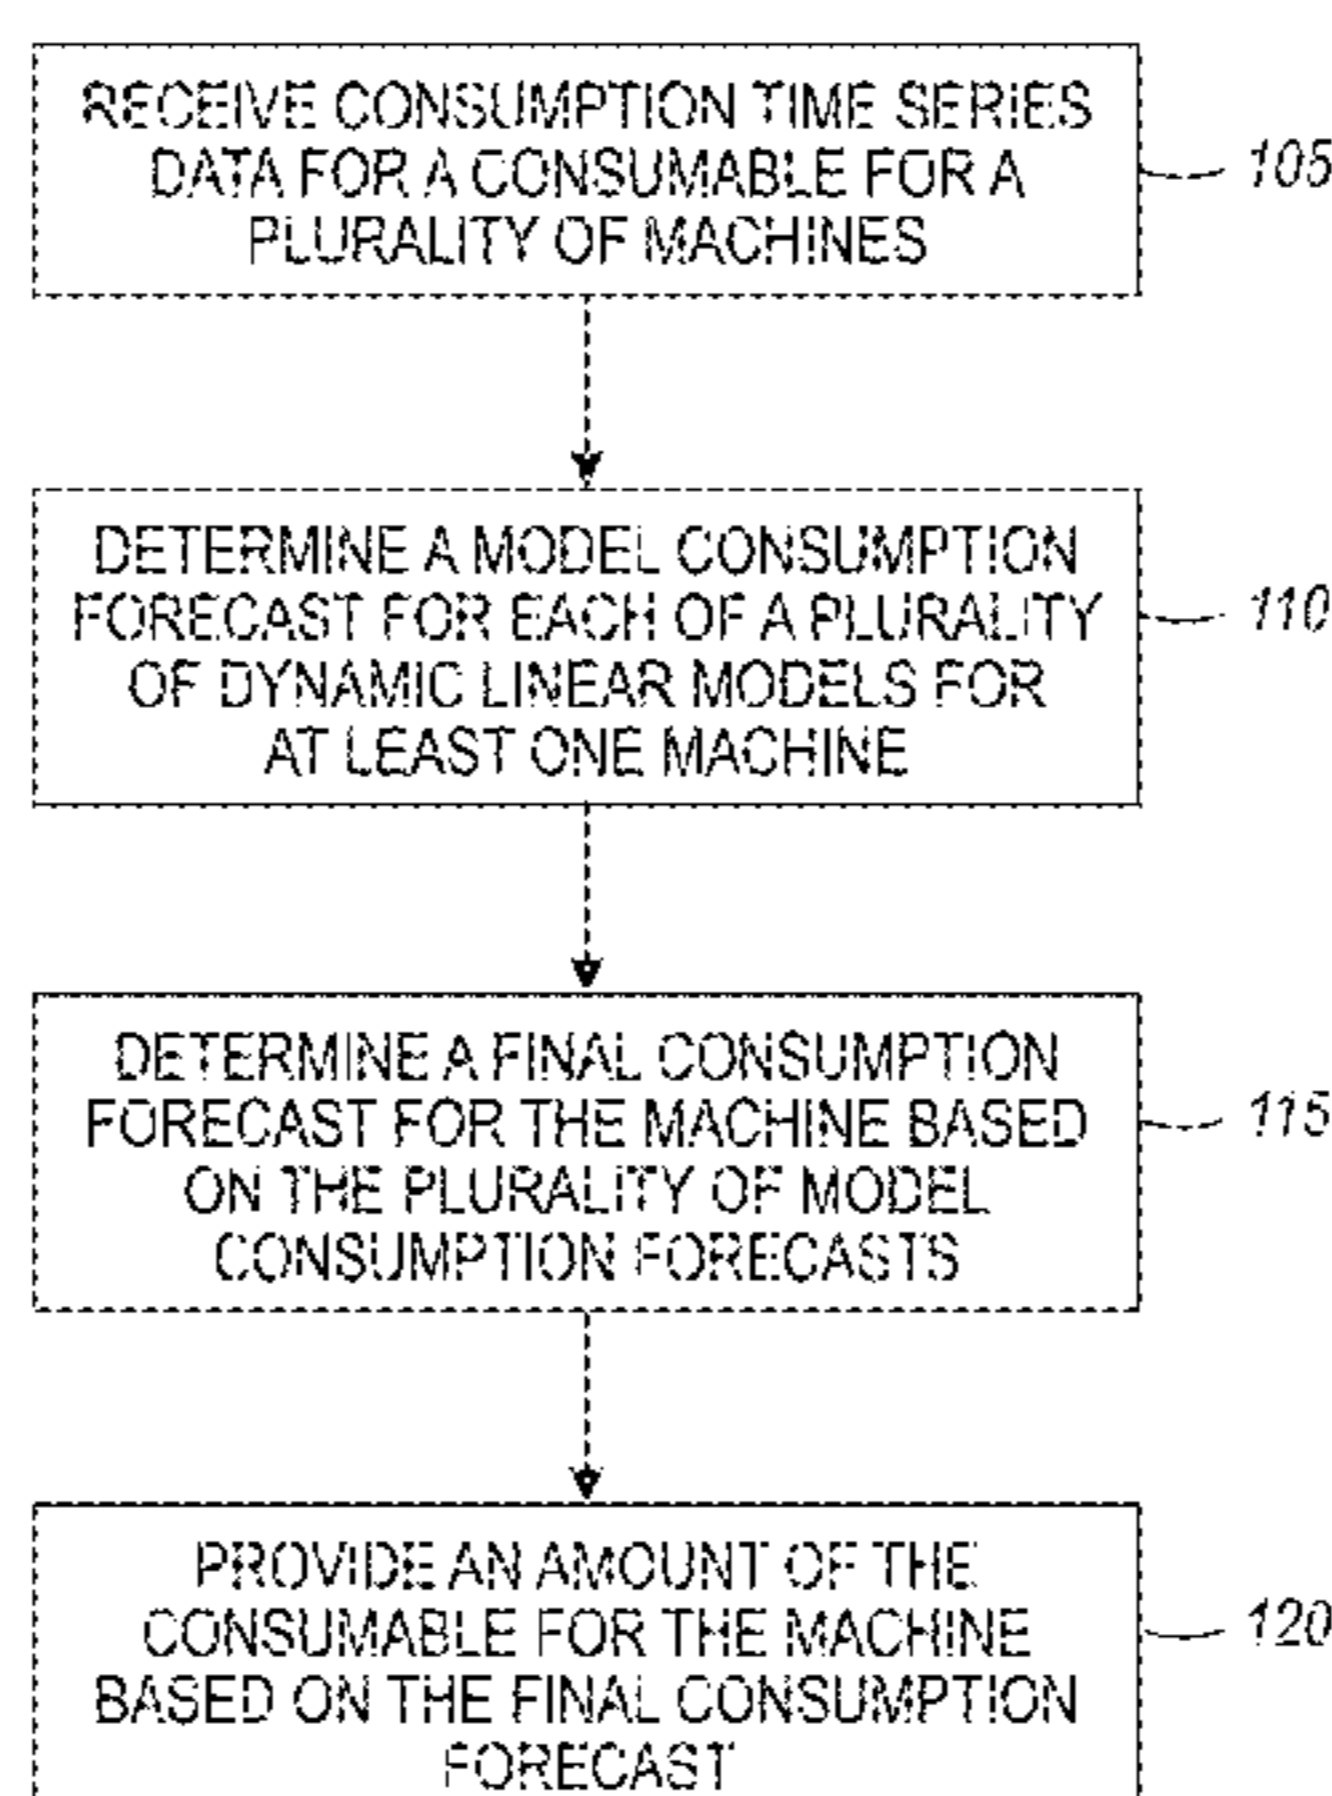 RECEIVE CONSUMPTION TIME SERIES
DATA FOR A CONSUMABLE FOR A
PLURALITY OF MACHINES
105
DETERMINE A MODEL CONSUMPTION
FORECAST FOR EACH OF A PLURALITY
OF DYNAMIC LINEAR MODELS FOR
AT LEAST ONE MACHINE
110
DETERMINE A FINAL CONSUMPTION
FORECAST FOR THE MACHINE BASED
ON THE PLURALITY OF MODEL
CONSUMPTION FORECASTS
115
PROVIDE AN AMOUNT OF THE
CONSUMABLE FOR THE MACHINE
BASED ON THE FINAL CONSUMPTION
FORECAST
120